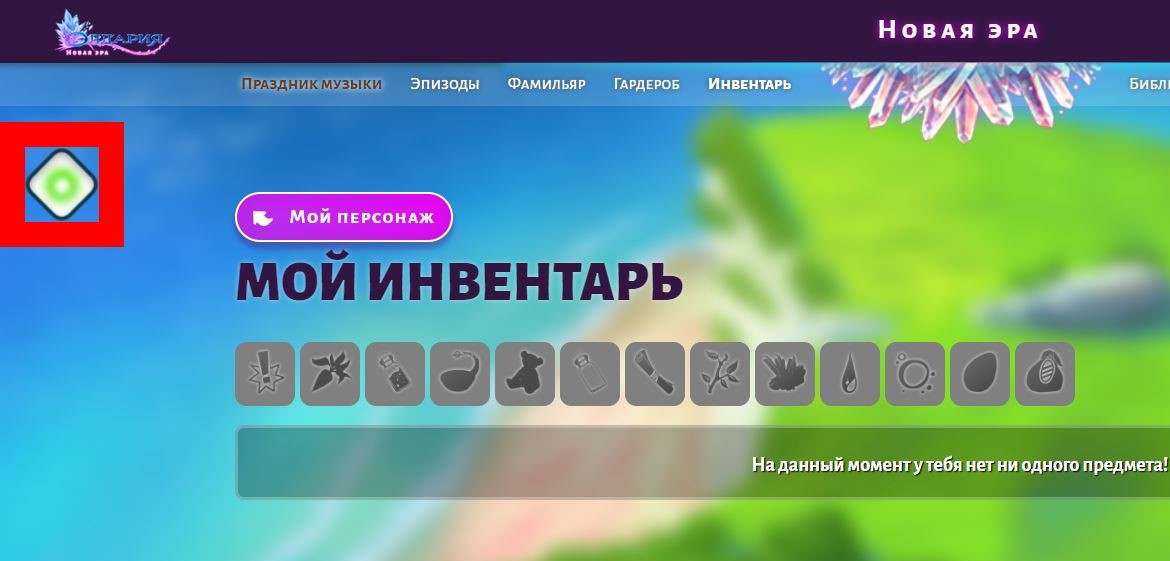 Эльдария
Новая эра
Новая эра
Праздник музыки Эпизоды Фамильяр Гардероб Инвентарь Библ
Мой персонаж
МОЙ ИНВЕНТАРЬ
На данный момент у тебя нет ни одного предмета!